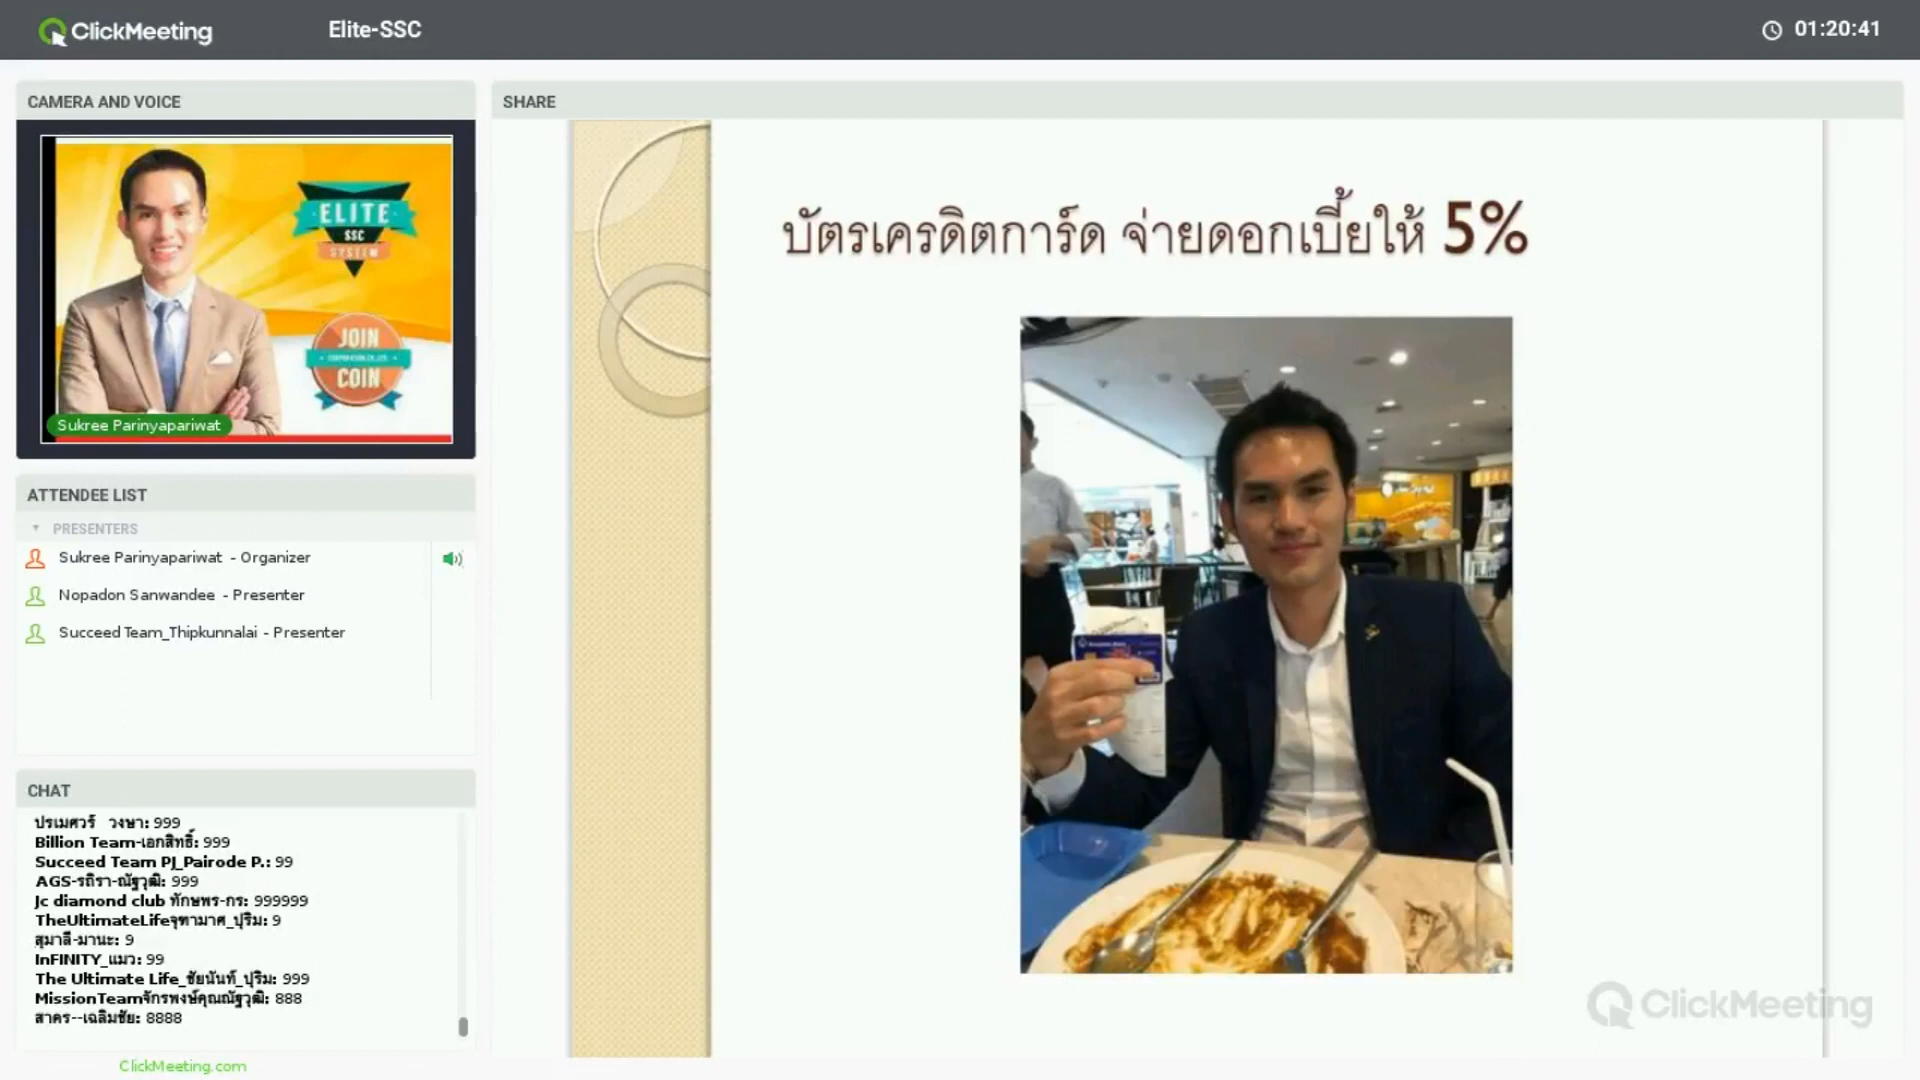 ClickMeeting
Elite-SSC
01:20:41
CAMERA AND VOICE
ELITE
SSC
SYSTEM
JOIN
COIN
Sukree Parinyapariwat
ATTENDEE LIST
PRESENTERS
Sukree Parinyapariwat - Organizer
Nopadon Sanwandee - Presenter
Succeed Team_Thipkunnalai - Presenter
CHAT
ปรเมศวร์ วงษา: 999
Billion Team-เอกสิทธิ์: 999
Succeed Team PJ_Pairode P.: 99
AGS-รถิรา-ณัฐวุฒิ: 999
Jc diamond club ทักษพร-กร: 999999
TheUltimateLifeจุฑามาศ_ปุริม: 9
สุมาลี-มานะ: 9
InFINITY_แมว: 99
The Ultimate Life_ชัยนันท์_ปุริม: 999
MissionTeamจักรพงษ์คุณณัฐวุฒิ: 888
สาคร--เฉลิมชัย: 8888
ClickMeeting.com
SHARE
บัตรเครดิตการ์ด จ่ายดอกเบี้ยให้ 5%
ClickMeeting